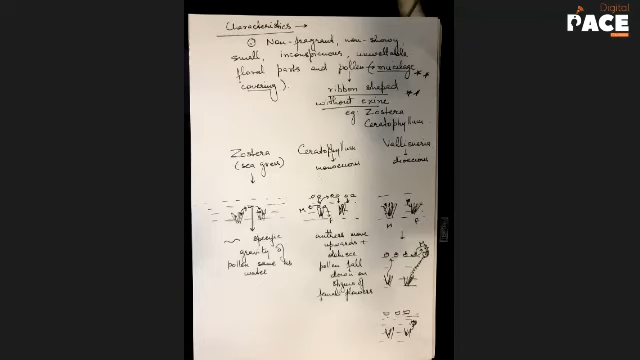 Digital
PACE
Characteristics →
① Non-fragrant, non-showy
small, inconspicuous, unwettable
floral parts and pollen (→ mucilage
covering).
ribbon shaped
without exine
eg: Zostera
Ceratophyllum
Zostera
(sea grass)
Ceratophyllum
monoecious
Vallisneria
dioecious
M
F
M
F
specific
gravity of
pollen same as
water
anthers move
upwards +
dehisce
pollen fall
down on
stigma of
female flowers